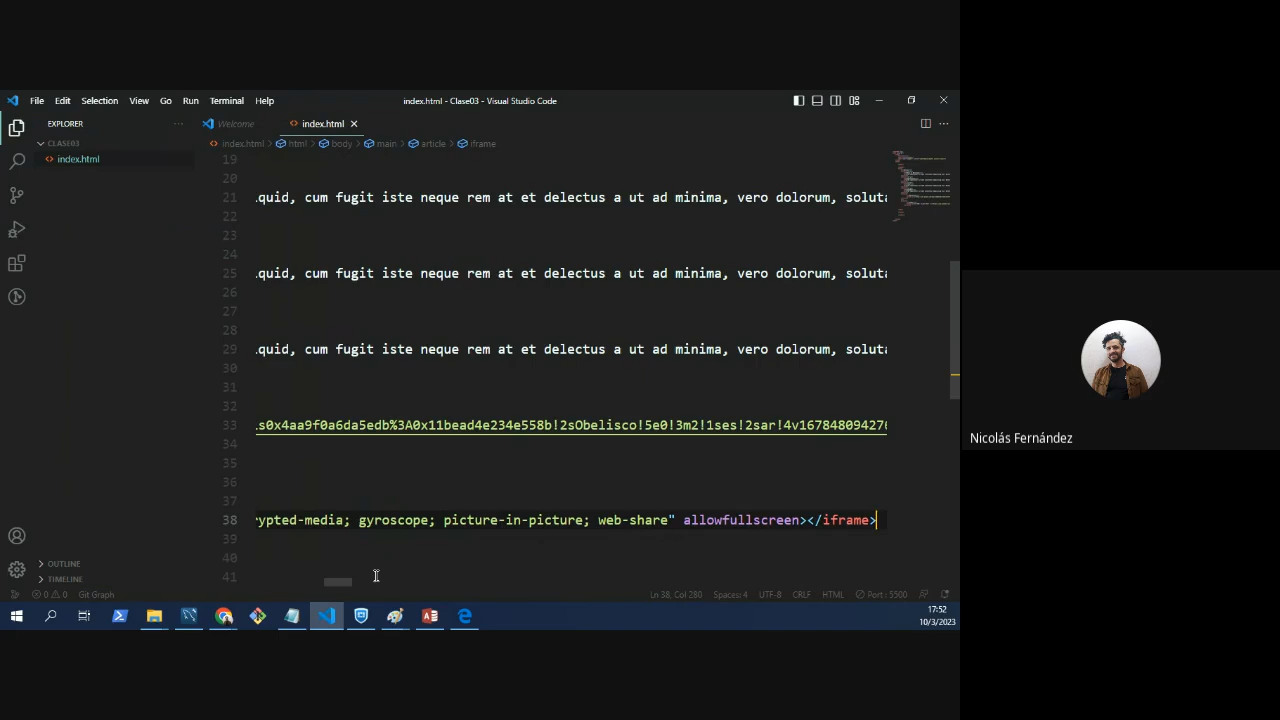 File Edit Selection View Go Run Terminal Help
index.html - Clase03 - Visual Studio Code
EXPLORER
Welcome
index.html
CLASE03
index.html
index.html > html > body > main > article > iframe
19
20
21 quid, cum fugit iste neque rem at et delectus a ut ad minima, vero dolorum, soluta
22
23
24
25 quid, cum fugit iste neque rem at et delectus a ut ad minima, vero dolorum, soluta
26
27
28
29 quid, cum fugit iste neque rem at et delectus a ut ad minima, vero dolorum, soluta
30
31
32
33 s0x4aa9f0a6da5edb%3A0x11bead4e234e558b!2sObelisco!5e0!3m2!1ses!2sar!4v167848094276
34
35
36
37
38 rypted-media; gyroscope; picture-in-picture; web-share" allowfullscreen></iframe>
39
40
41
OUTLINE
TIMELINE
0 0 Git Graph
Ln 38, Col 280 Spaces: 4 UTF-8 CRLF HTML Port : 5500
17:52
10/3/2023
Nicolás Fernández